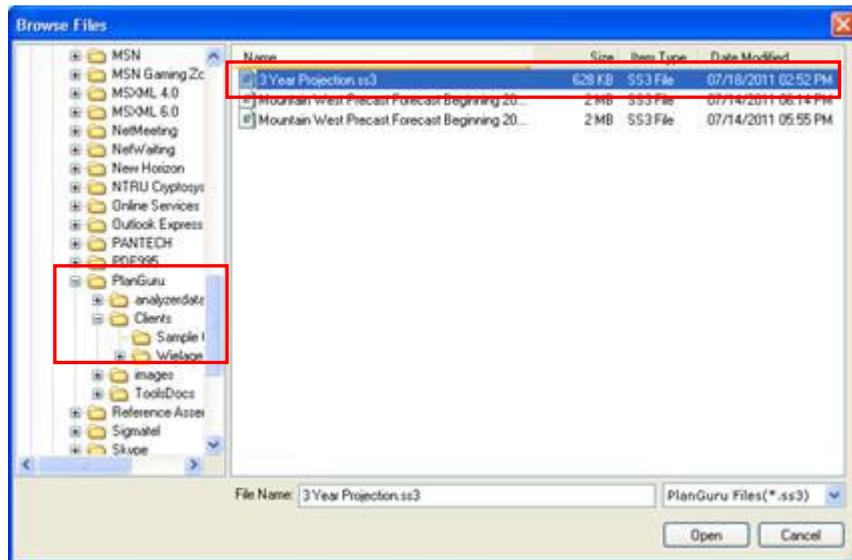 Browse Files
MSN
MSN Gaming Zc
MSXML 4.0
MSXML 6.0
NetMeeting
NetWaiting
New Horizon
NTRU Cryptosys
Online Services
Outlook Express
PANTECH
PDF995
PlanGuru
analyzerdata
Clients
Sample
Wielage
images
ToolsDocs
Reference Asser
Sigmatel
Skype
Name Size Item Type Date Modified
3 Year Projection.ss3 628 KB SS3 File 07/18/2011 02:52 PM
Mountain West Precast Forecast Beginning 20... 2 MB SS3 File 07/14/2011 06:14 PM
Mountain West Precast Forecast Beginning 20... 2 MB SS3 File 07/14/2011 05:55 PM
File Name: 3 Year Projection.ss3 PlanGuru Files(*.ss3)
Open Cancel